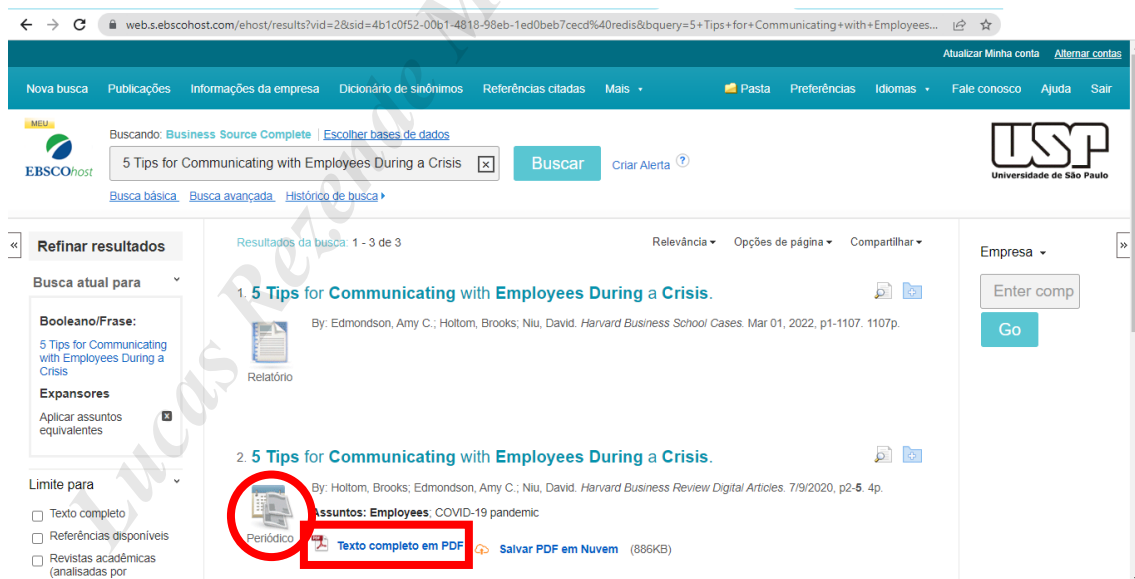 web.s.ebscohost.com/ehost/results?vid=2&sid=4b1c0f52-00b1-4818-98eb-1ed0beb7cecd%40redis&bquery=5+Tips+for+Communicating+with+Employees...
Atualizar Minha conta Alternar contas
Nova busca Publicações Informações da empresa Dicionário de sinônimos Referências citadas Mais Pasta Preferências Idiomas Fale conosco Ajuda Sair
MEU
EBSCOhost
Buscando: Business Source Complete | Escolher bases de dados
5 Tips for Communicating with Employees During a Crisis
Buscar Criar Alerta ?
Busca básica Busca avançada Histórico de busca
USP
Universidade de São Paulo
« Refinar resultados
Busca atual para
Booleano/Frase:
5 Tips for Communicating
with Employees During a
Crisis
Expansores
Aplicar assuntos
equivalentes
Limite para
Texto completo
Referências disponíveis
Revistas acadêmicas
(analisadas por
Resultados da busca: 1 - 3 de 3
Relevância Opções de página Compartilhar
1. 5 Tips for Communicating with Employees During a Crisis.
By: Edmondson, Amy C.; Holtom, Brooks; Niu, David. Harvard Business School Cases. Mar 01, 2022, p1-1107. 1107p.
Relatório
2. 5 Tips for Communicating with Employees During a Crisis.
By: Holtom, Brooks; Edmondson, Amy C.; Niu, David. Harvard Business Review Digital Articles. 7/9/2020, p2-5. 4p.
Assuntos: Employees; COVID-19 pandemic
Periódico
Texto completo em PDF Salvar PDF em Nuvem (886KB)
Empresa
»
Enter comp
Go
Lucas Rezende M